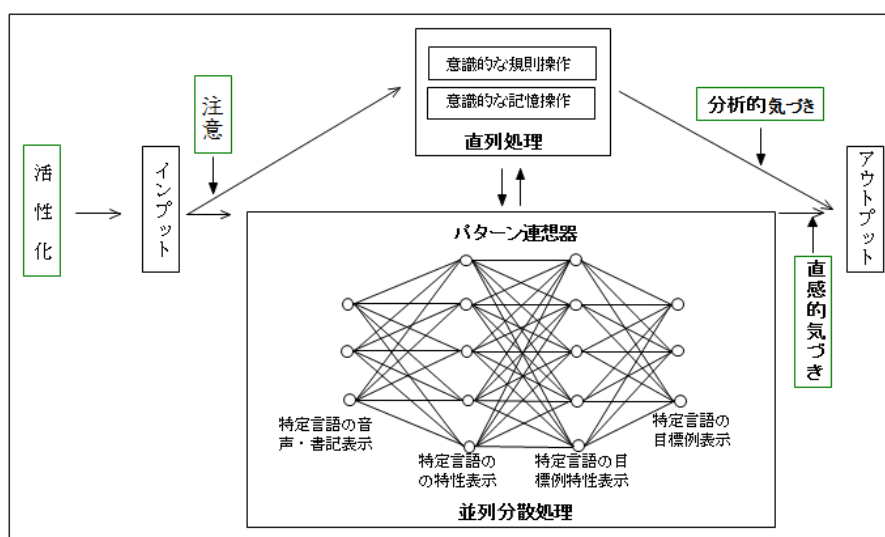 活性化
インプット
注意
意識的な規則操作
意識的な記憶操作
直列処理
分析的気づき
アウトプット
直感的気づき
パターン連想器
特定言語の音
声・書記表示
特定言語の
の特性表示
特定言語の目
標例特性表示
特定言語の
目標例表示
並列分散処理